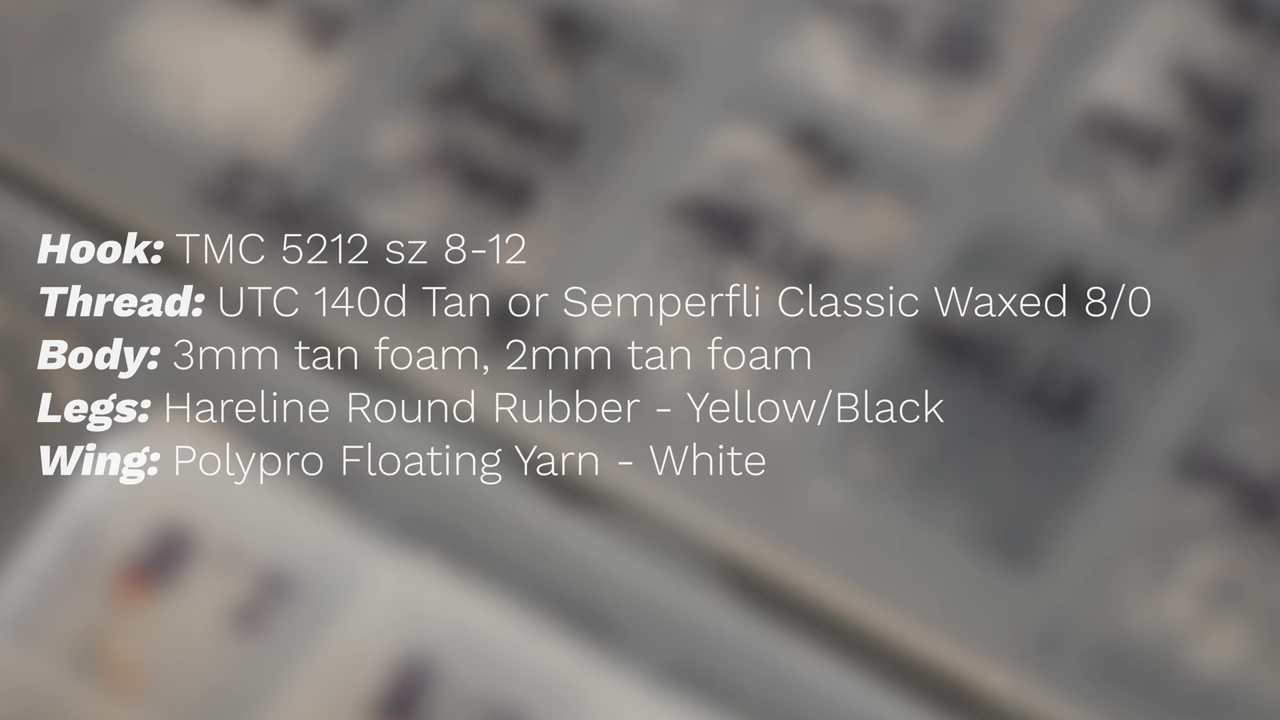 Hook: TMC 5212 sz 8-12
Thread: UTC 140d Tan or Semperfli Classic Waxed 8/0
Body: 3mm tan foam, 2mm tan foam
Legs: Hareline Round Rubber - Yellow/Black
Wing: Polypro Floating Yarn - White